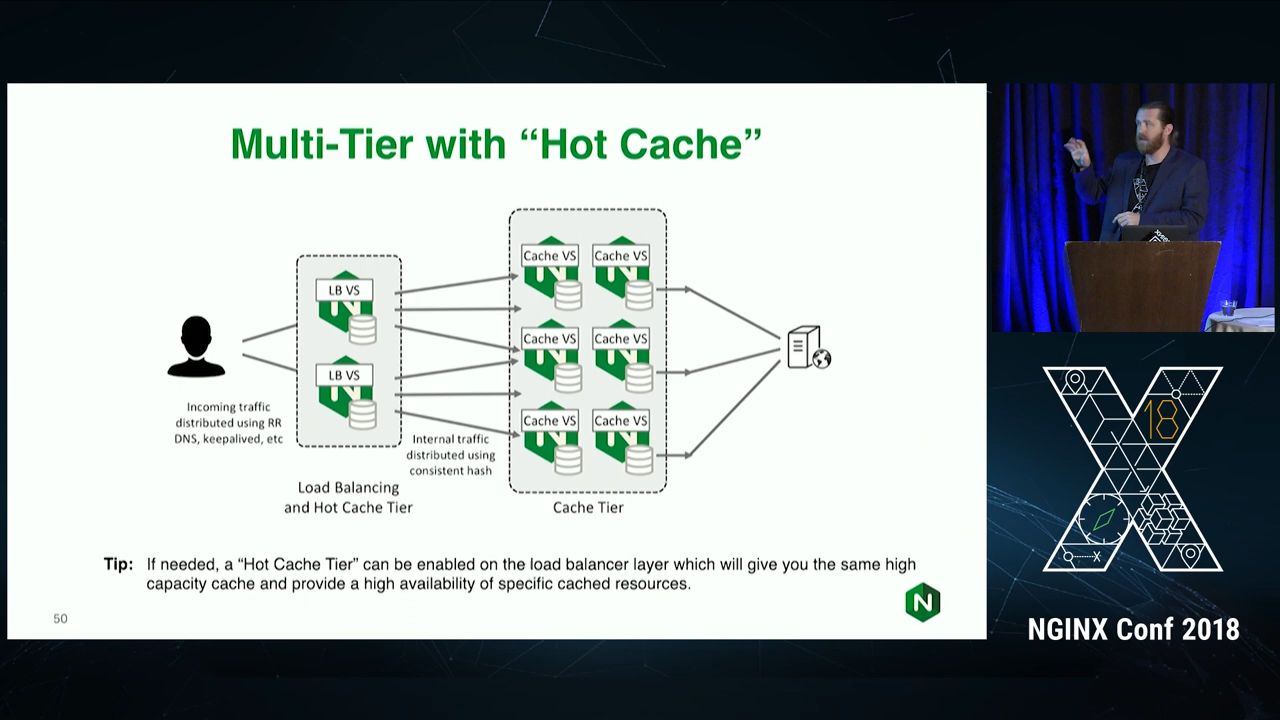 Multi-Tier with “Hot Cache”
LB VS
LB VS
Cache VS
Cache VS
Cache VS
Cache VS
Cache VS
Cache VS
Incoming traffic
distributed using RR
DNS, keepalived, etc
Internal traffic
distributed using
consistent hash
Load Balancing
and Hot Cache Tier
Cache Tier
Tip: If needed, a “Hot Cache Tier” can be enabled on the load balancer layer which will give you the same high
capacity cache and provide a high availability of specific cached resources.
50
N
18
NGINX Conf 2018